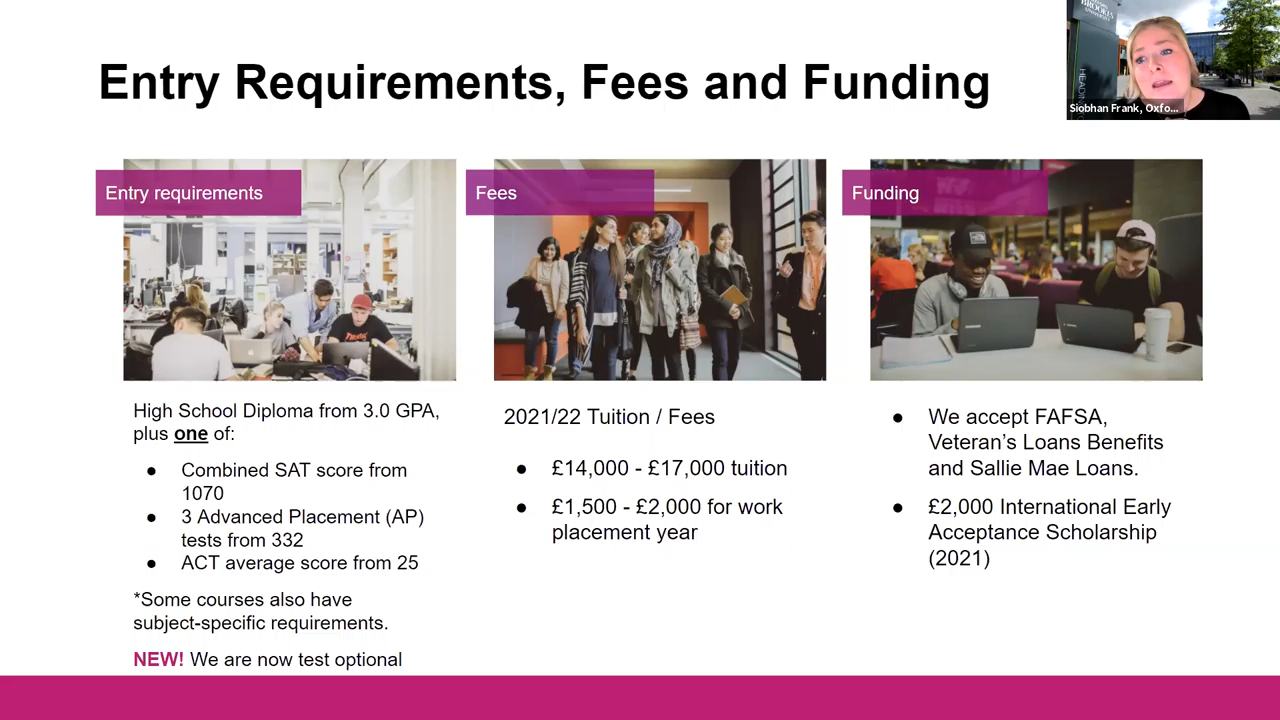 Entry Requirements, Fees and Funding
BROOKES
UNIVERSITY
Siobhan Frank, Oxfo...
Entry requirements
High School Diploma from 3.0 GPA,
plus one of:
● Combined SAT score from
1070
● 3 Advanced Placement (AP)
tests from 332
● ACT average score from 25
*Some courses also have
subject-specific requirements.
NEW! We are now test optional
Fees
2021/22 Tuition / Fees
● £14,000 - £17,000 tuition
● £1,500 - £2,000 for work
placement year
Funding
● We accept FAFSA,
Veteran’s Loans Benefits
and Sallie Mae Loans.
● £2,000 International Early
Acceptance Scholarship
(2021)